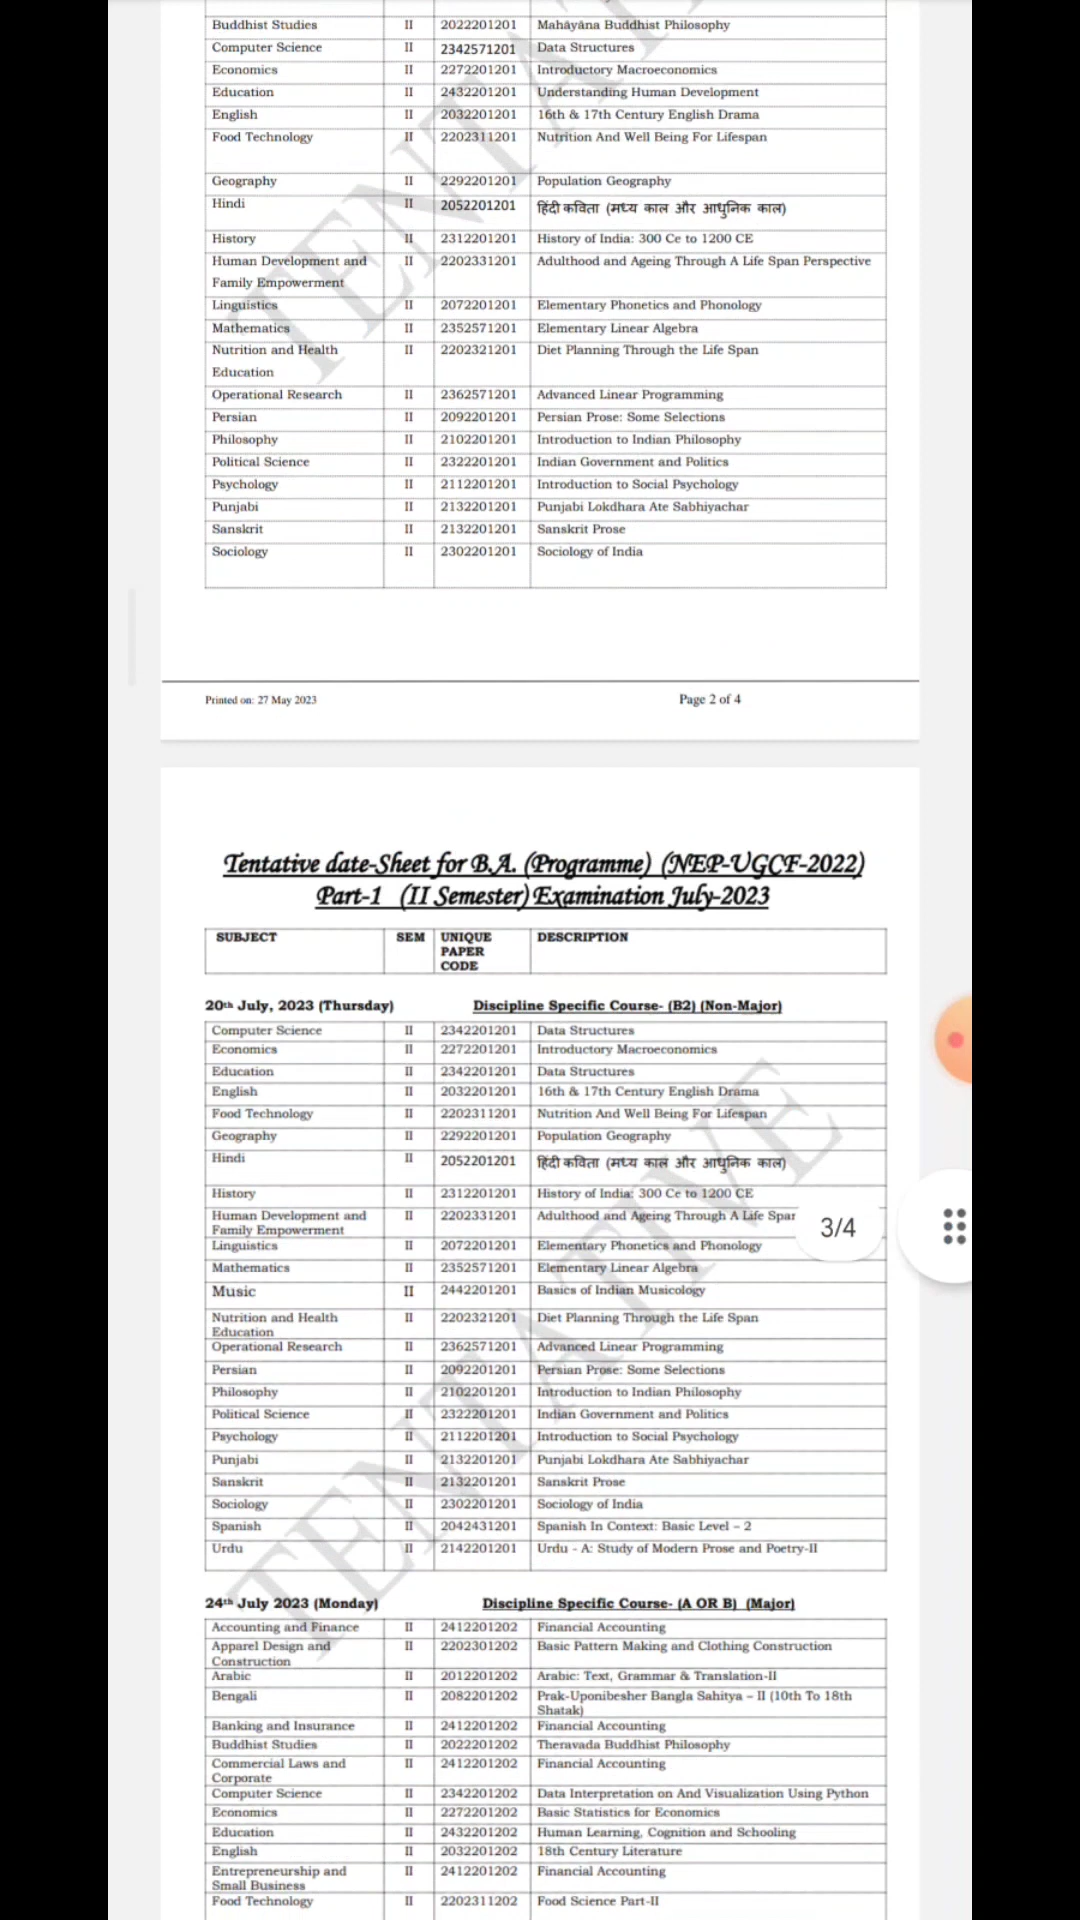 Buddhist Studies II 2022201201 Mahāyāna Buddhist Philosophy
Computer Science II 2342571201 Data Structures
Economics II 2272201201 Introductory Macroeconomics
Education II 2432201201 Understanding Human Development
English II 2032201201 16th & 17th Century English Drama
Food Technology II 2202311201 Nutrition And Well Being For Lifespan
Geography II 2292201201 Population Geography
Hindi II 2052201201 हिंदी कविता (मध्य काल और आधुनिक काल)
History II 2312201201 History of India: 300 Ce to 1200 CE
Human Development and II 2202331201 Adulthood and Ageing Through A Life Span Perspective
Family Empowerment
Linguistics II 2072201201 Elementary Phonetics and Phonology
Mathematics II 2352571201 Elementary Linear Algebra
Nutrition and Health II 2202321201 Diet Planning Through the Life Span
Education
Operational Research II 2362571201 Advanced Linear Programming
Persian II 2092201201 Persian Prose: Some Selections
Philosophy II 2102201201 Introduction to Indian Philosophy
Political Science II 2322201201 Indian Government and Politics
Psychology II 2112201201 Introduction to Social Psychology
Punjabi II 2132201201 Punjabi Lokdhara Ate Sabhiyachar
Sanskrit II 2132201201 Sanskrit Prose
Sociology II 2302201201 Sociology of India
Printed on: 27 May 2023 Page 2 of 4
Tentative date-Sheet for B.A. (Programme) (NEP-UGCF-2022)
Part-1 (II Semester) Examination July-2023
SUBJECT SEM UNIQUE DESCRIPTION
PAPER
CODE
20th July, 2023 (Thursday) Discipline Specific Course- (B2) (Non-Major)
Computer Science II 2342201201 Data Structures
Economics II 2272201201 Introductory Macroeconomics
Education II 2342201201 Data Structures
English II 2032201201 16th & 17th Century English Drama
Food Technology II 2202311201 Nutrition And Well Being For Lifespan
Geography II 2292201201 Population Geography
Hindi II 2052201201 हिंदी कविता (मध्य काल और आधुनिक काल)
History II 2312201201 History of India: 300 Ce to 1200 CE
Human Development and II 2202331201 Adulthood and Ageing Through A Life Span
Family Empowerment
3/4
Linguistics II 2072201201 Elementary Phonetics and Phonology
Mathematics II 2352571201 Elementary Linear Algebra
Music II 2442201201 Basics of Indian Musicology
Nutrition and Health II 2202321201 Diet Planning Through the Life Span
Education
Operational Research II 2362571201 Advanced Linear Programming
Persian II 2092201201 Persian Prose: Some Selections
Philosophy II 2102201201 Introduction to Indian Philosophy
Political Science II 2322201201 Indian Government and Politics
Psychology II 2112201201 Introduction to Social Psychology
Punjabi II 2132201201 Punjabi Lokdhara Ate Sabhiyachar
Sanskrit II 2132201201 Sanskrit Prose
Sociology II 2302201201 Sociology of India
Spanish II 2042431201 Spanish In Context: Basic Level – 2
Urdu II 2142201201 Urdu - A: Study of Modern Prose and Poetry-II
TENTATIVE
24th July 2023 (Monday) Discipline Specific Course- (A OR B) (Major)
Accounting and Finance II 2412201202 Financial Accounting
Apparel Design and II 2202301202 Basic Pattern Making and Clothing Construction
Construction
Arabic II 2012201202 Arabic: Text, Grammar & Translation-II
Bengali II 2082201202 Prak-Uponibesher Bangla Sahitya – II (10th To 18th
Shatak)
Banking and Insurance II 2412201202 Financial Accounting
Buddhist Studies II 2022201202 Theravada Buddhist Philosophy
Commercial Laws and II 2412201202 Financial Accounting
Corporate
Computer Science II 2342201202 Data Interpretation on And Visualization Using Python
Economics II 2272201202 Basic Statistics for Economics
Education II 2432201202 Human Learning, Cognition and Schooling
English II 2032201202 18th Century Literature
Entrepreneurship and II 2412201202 Financial Accounting
Small Business
Food Technology II 2202311202 Food Science Part-II